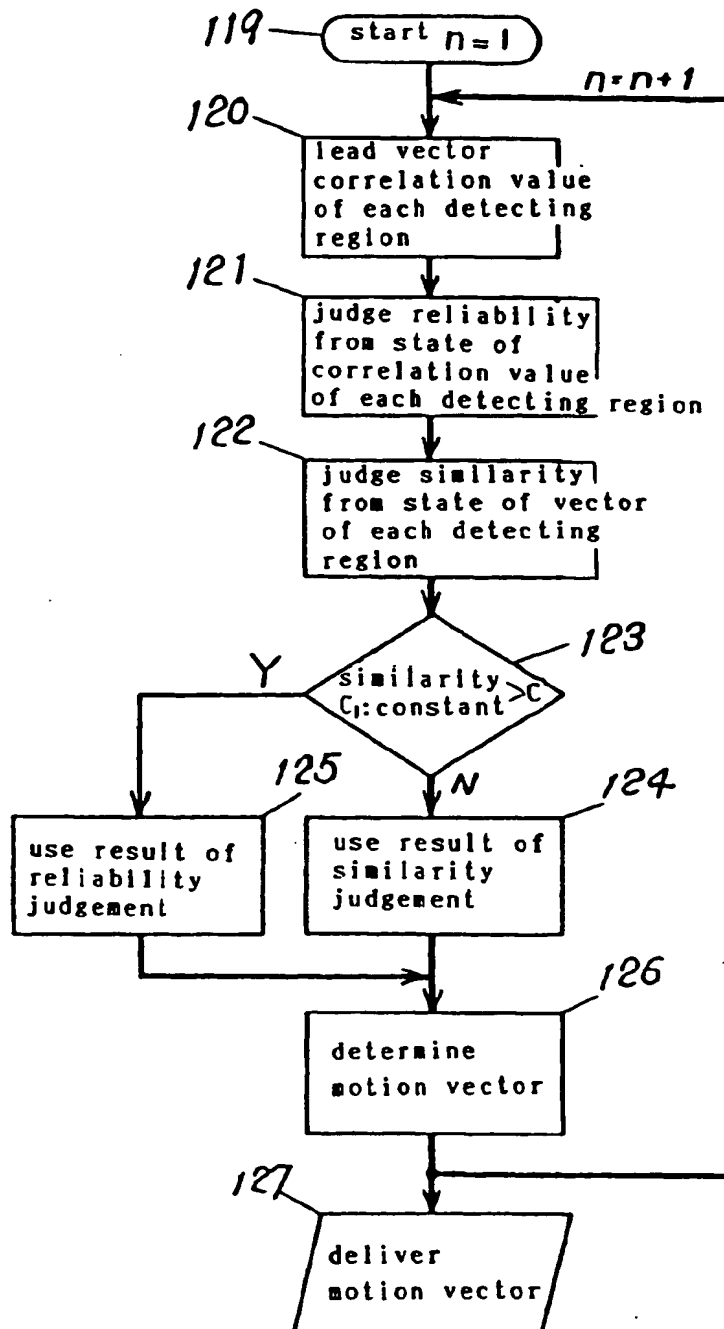 119
start n=1
n=n+1
120
lead vector
correlation value
of each detecting
region
121
judge reliability
from state of
correlation value
of each detecting region
122
judge similarity
from state of vector
of each detecting
region
123
Y
similarity >C
C₁:constant
N
125
124
use result of
reliability
judgement
use result of
similarity
judgement
126
determine
motion vector
127
deliver
motion vector